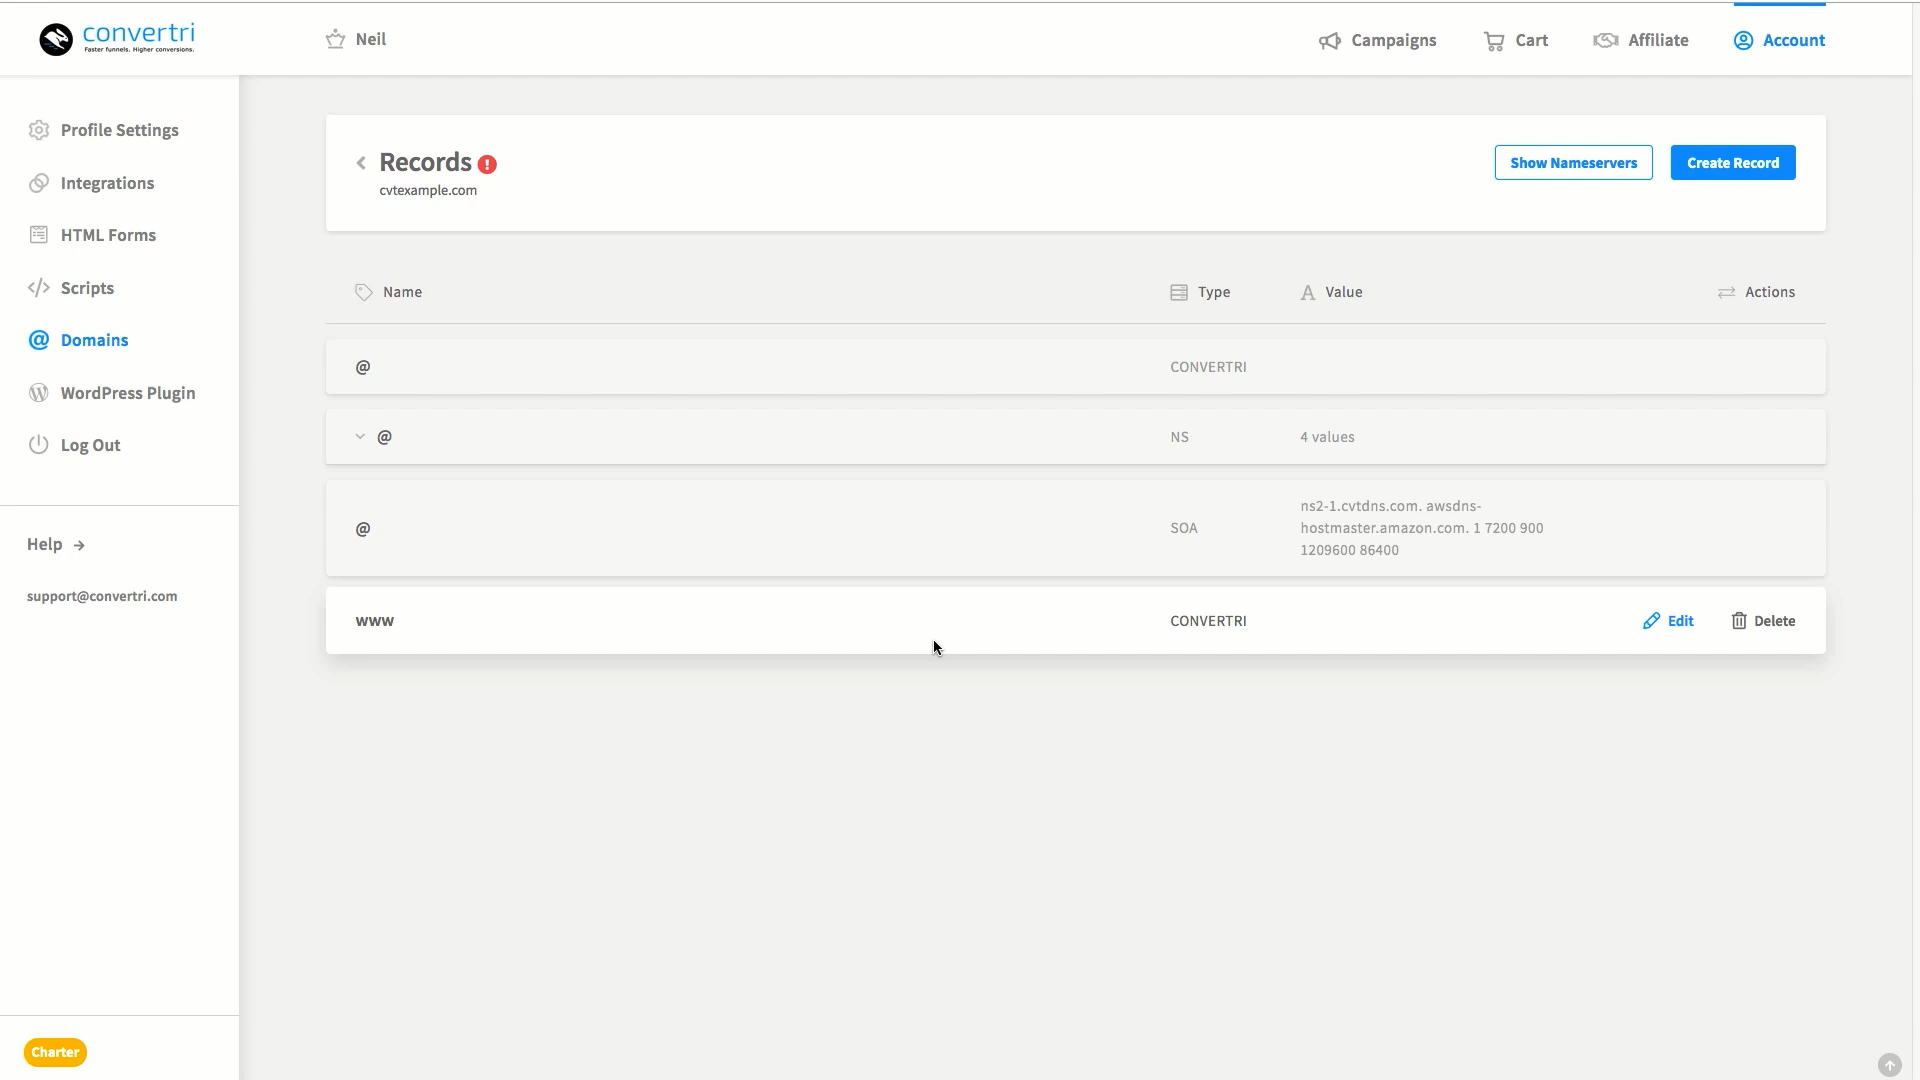 convertri
Faster funnels. Higher conversions.
Neil
Campaigns
Cart
Affiliate
Account
Profile Settings
Integrations
HTML Forms
Scripts
Domains
WordPress Plugin
Log Out
Help
support@convertri.com
Charter
Records
cvtexample.com
Show Nameservers
Create Record
Name
Type
Value
Actions
@
CONVERTRI
@
NS
4 values
@
SOA
ns2-1.cvtdns.com. awsdns-
hostmaster.amazon.com. 1 7200 900
1209600 86400
www
CONVERTRI
Edit
Delete